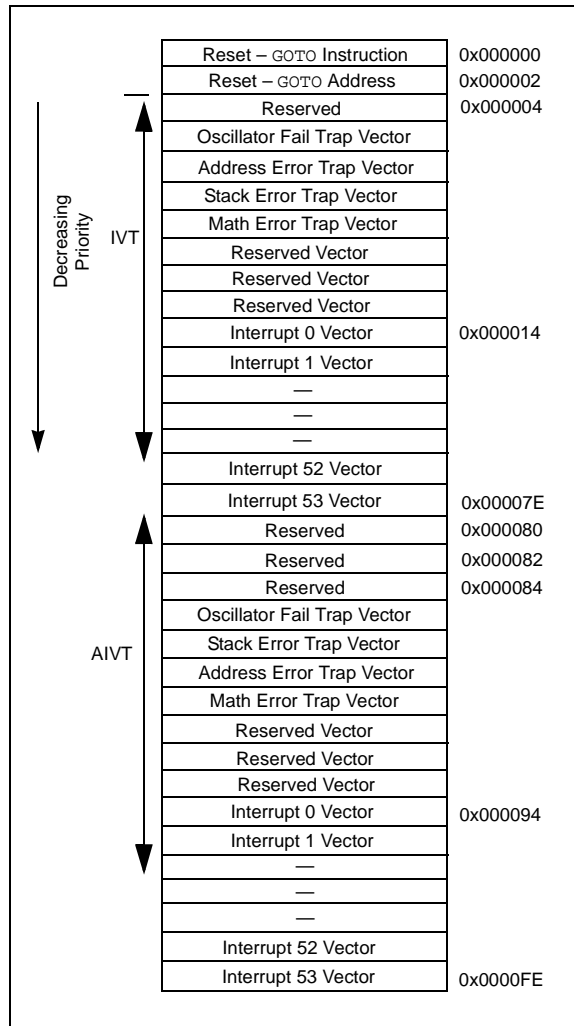 Reset – GOTO Instruction 0x000000
Reset – GOTO Address 0x000002
Reserved 0x000004
Oscillator Fail Trap Vector
Address Error Trap Vector
Stack Error Trap Vector
Math Error Trap Vector
Reserved Vector
Reserved Vector
Reserved Vector
Interrupt 0 Vector 0x000014
Interrupt 1 Vector
—
—
—
Interrupt 52 Vector
Interrupt 53 Vector 0x00007E
Reserved 0x000080
Reserved 0x000082
Reserved 0x000084
Oscillator Fail Trap Vector
Stack Error Trap Vector
Address Error Trap Vector
Math Error Trap Vector
Reserved Vector
Reserved Vector
Reserved Vector
Interrupt 0 Vector 0x000094
Interrupt 1 Vector
—
—
—
Interrupt 52 Vector
Interrupt 53 Vector 0x0000FE
Decreasing
Priority
IVT
AIVT